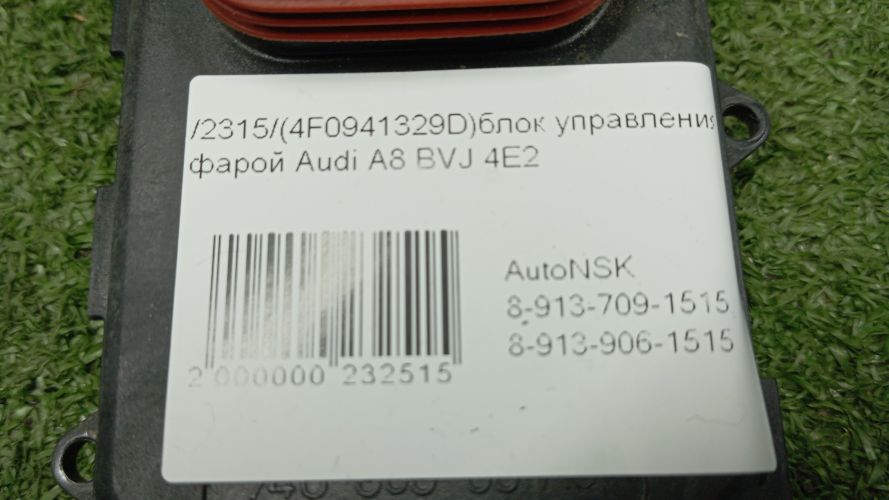 /2315/(4F0941329D)блок управления
фарой Audi A8 BVJ 4E2
AutoNSK
8-913-709-1515
8-913-906-1515
2 000000 232515